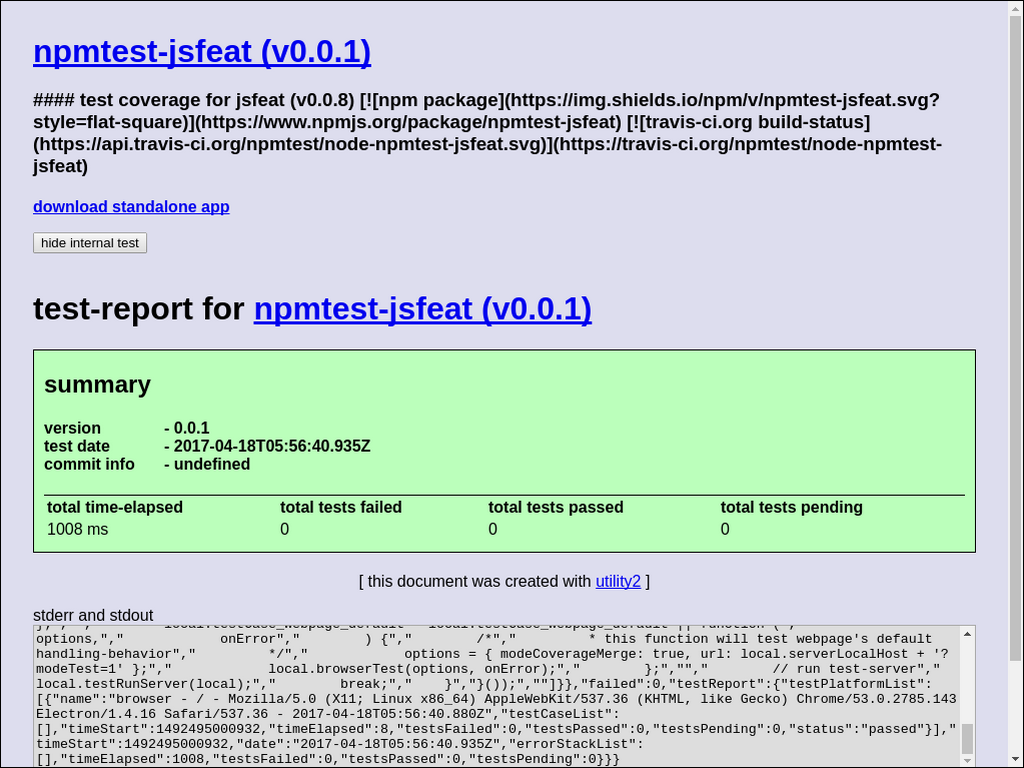 npmtest-jsfeat (v0.0.1)
#### test coverage for jsfeat (v0.0.8) [![npm package](https://img.shields.io/npm/v/npmtest-jsfeat.svg?
style=flat-square)](https://www.npmjs.org/package/npmtest-jsfeat) [![travis-ci.org build-status]
(https://api.travis-ci.org/npmtest/node-npmtest-jsfeat.svg)](https://travis-ci.org/npmtest/node-npmtest-
jsfeat)
download standalone app
hide internal test
test-report for npmtest-jsfeat (v0.0.1)
summary
version - 0.0.1
test date - 2017-04-18T05:56:40.935Z
commit info - undefined
total time-elapsed total tests failed total tests passed total tests pending
1008 ms 0 0 0
[ this document was created with utility2 ]
stderr and stdout
options,","            onError","        ) {","        /*","         * this function will test webpage's default
handling-behavior","         */","            options = { modeCoverageMerge: true, url: local.serverLocalHost + '?
modeTest=1' };","            local.browserTest(options, onError);","        };","","        // run test-server","
local.testRunServer(local);","        break;","    }","}());",""]}},"failed":0,"testReport":{"testPlatformList":
[{"name":"browser - / - Mozilla/5.0 (X11; Linux x86_64) AppleWebKit/537.36 (KHTML, like Gecko) Chrome/53.0.2785.143
Electron/1.4.16 Safari/537.36 - 2017-04-18T05:56:40.880Z","testCaseList":
[],"timeStart":1492495000932,"timeElapsed":8,"testsFailed":0,"testsPassed":0,"testsPending":0,"status":"passed"}],"
timeStart":1492495000932,"date":"2017-04-18T05:56:40.935Z","errorStackList":
[],"timeElapsed":1008,"testsFailed":0,"testsPassed":0,"testsPending":0}}}